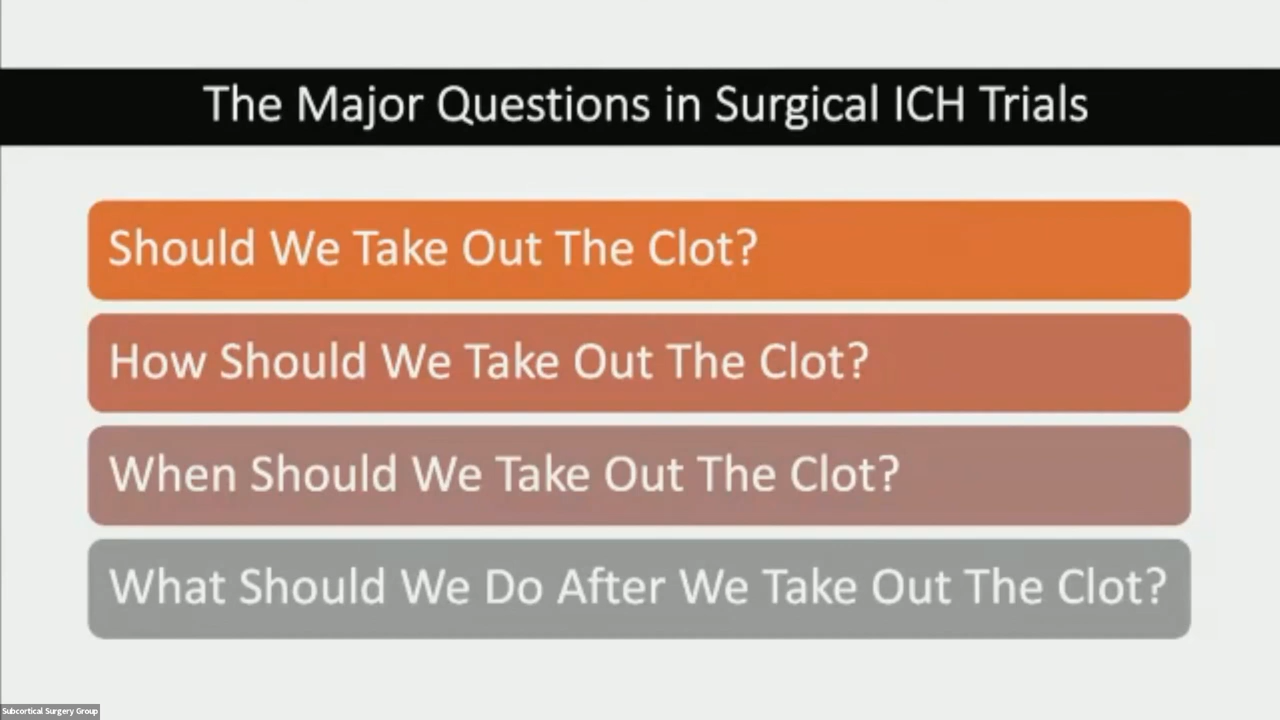 The Major Questions in Surgical ICH Trials
Should We Take Out The Clot?
How Should We Take Out The Clot?
When Should We Take Out The Clot?
What Should We Do After We Take Out The Clot?
Subcortical Surgery Group